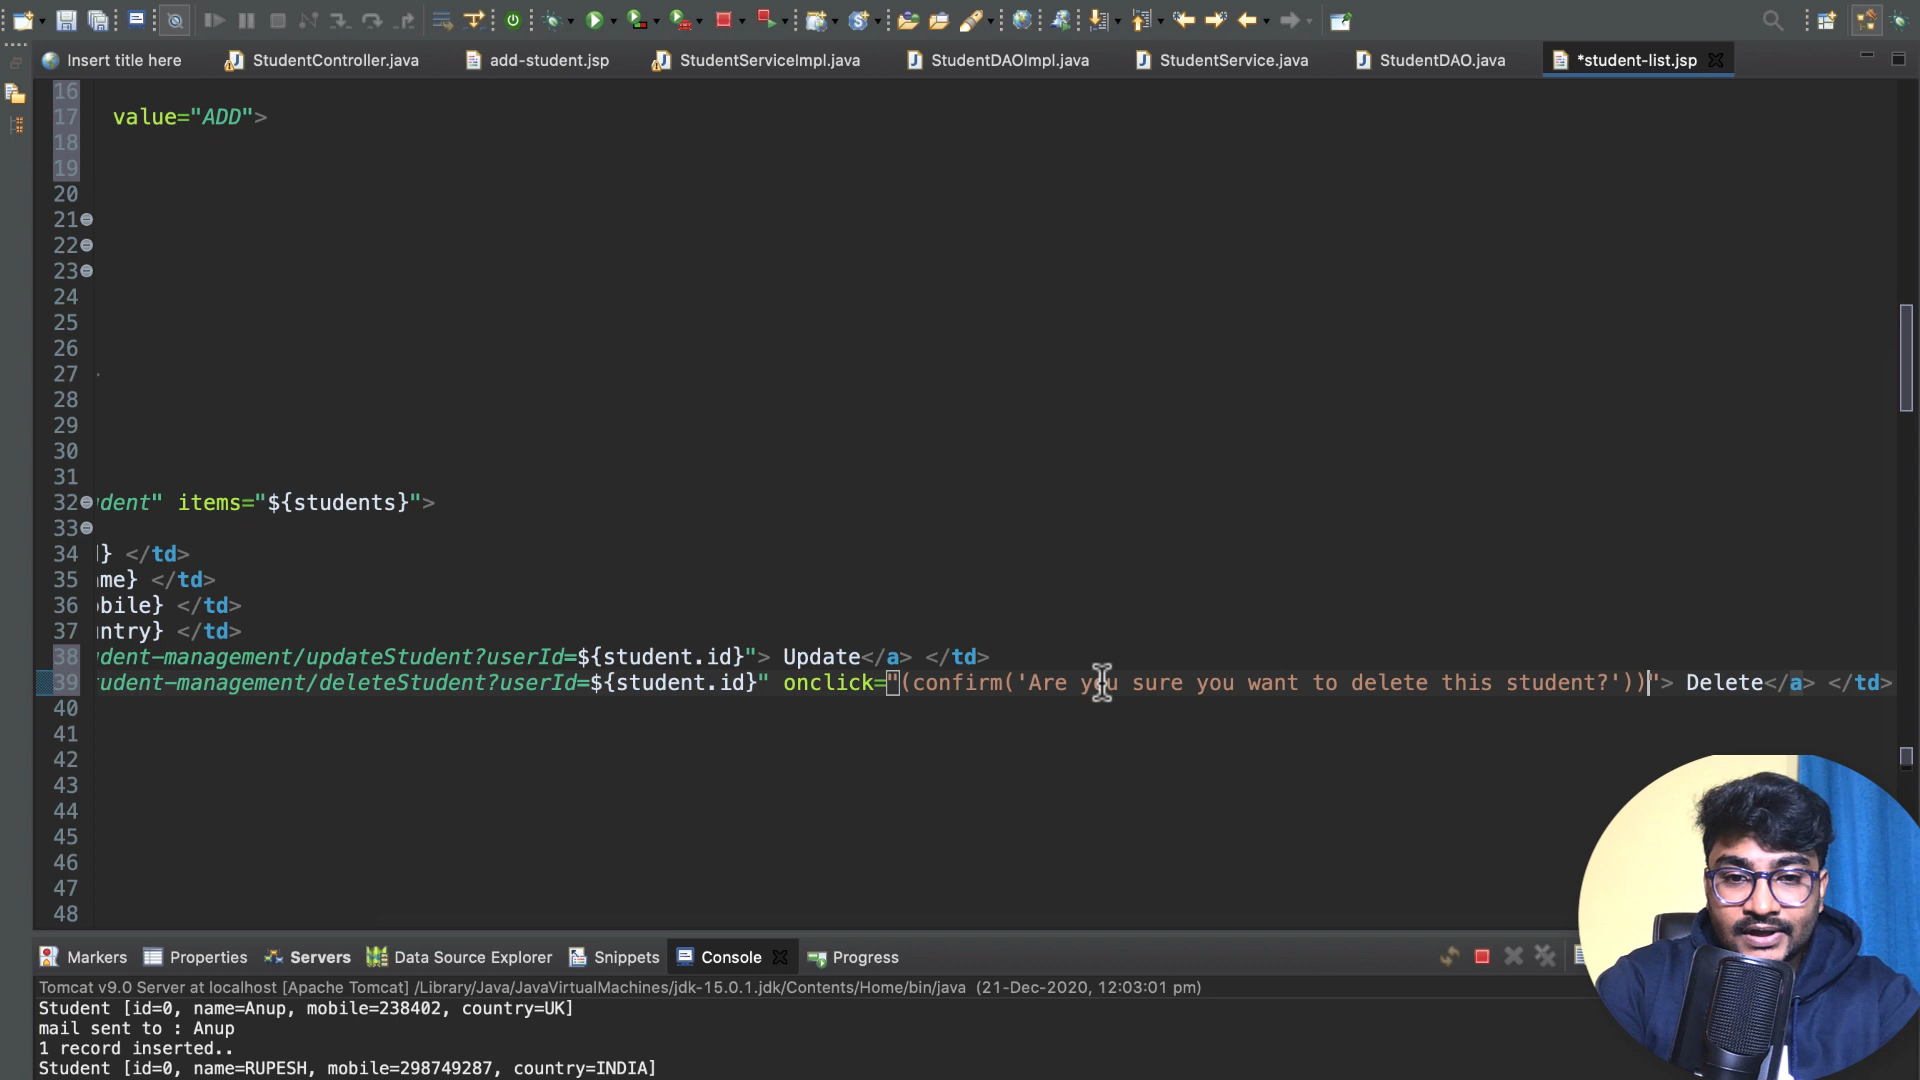 Insert title here
StudentController.java
add-student.jsp
StudentServiceImpl.java
StudentDAOImpl.java
StudentService.java
StudentDAO.java
*student-list.jsp
16
17 value="ADD">
18
19
20
21
22
23
24
25
26
27
28
29
30
31
32 dent" items="${students}">
33
34 } </td>
35 me} </td>
36 bile} </td>
37 ntry} </td>
38 dent-management/updateStudent?userId=${student.id}"> Update</a> </td>
39 udent-management/deleteStudent?userId=${student.id}" onclick="(confirm('Are you sure you want to delete this student?'))"> Delete</a> </td>
40
41
42
43
44
45
46
47
48
Markers Properties Servers Data Source Explorer Snippets Console Progress
Tomcat v9.0 Server at localhost [Apache Tomcat] /Library/Java/JavaVirtualMachines/jdk-15.0.1.jdk/Contents/Home/bin/java (21-Dec-2020, 12:03:01 pm)
Student [id=0, name=Anup, mobile=238402, country=UK]
mail sent to : Anup
1 record inserted..
Student [id=0, name=RUPESH, mobile=298749287, country=INDIA]